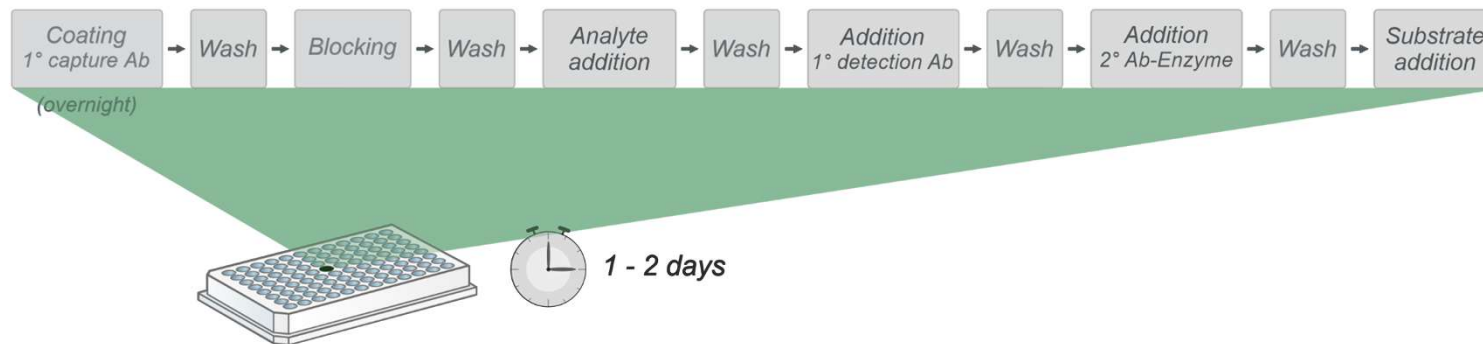 Coating
1° capture Ab
Wash
Blocking
Wash
Analyte
addition
Wash
Addition
1° detection Ab
Wash
Addition
2° Ab-Enzyme
Wash
Substrate
addition
(overnight)
1 - 2 days